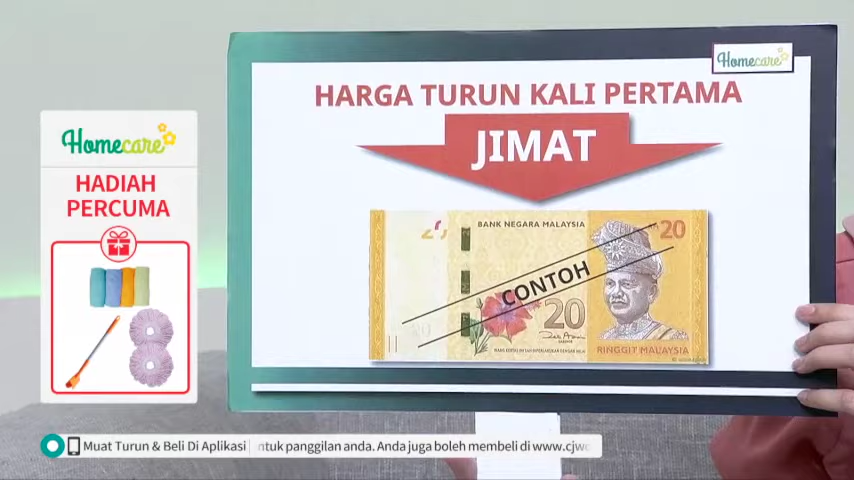 Homecare
HARGA TURUN KALI PERTAMA
JIMAT
BANK NEGARA MALAYSIA
20
CONTOH
20
RINGGIT MALAYSIA
Homecare
HADIAH
PERCUMA
Muat Turun & Beli Di Aplikasi
ntuk panggilan anda. Anda juga boleh membeli di www.cjw